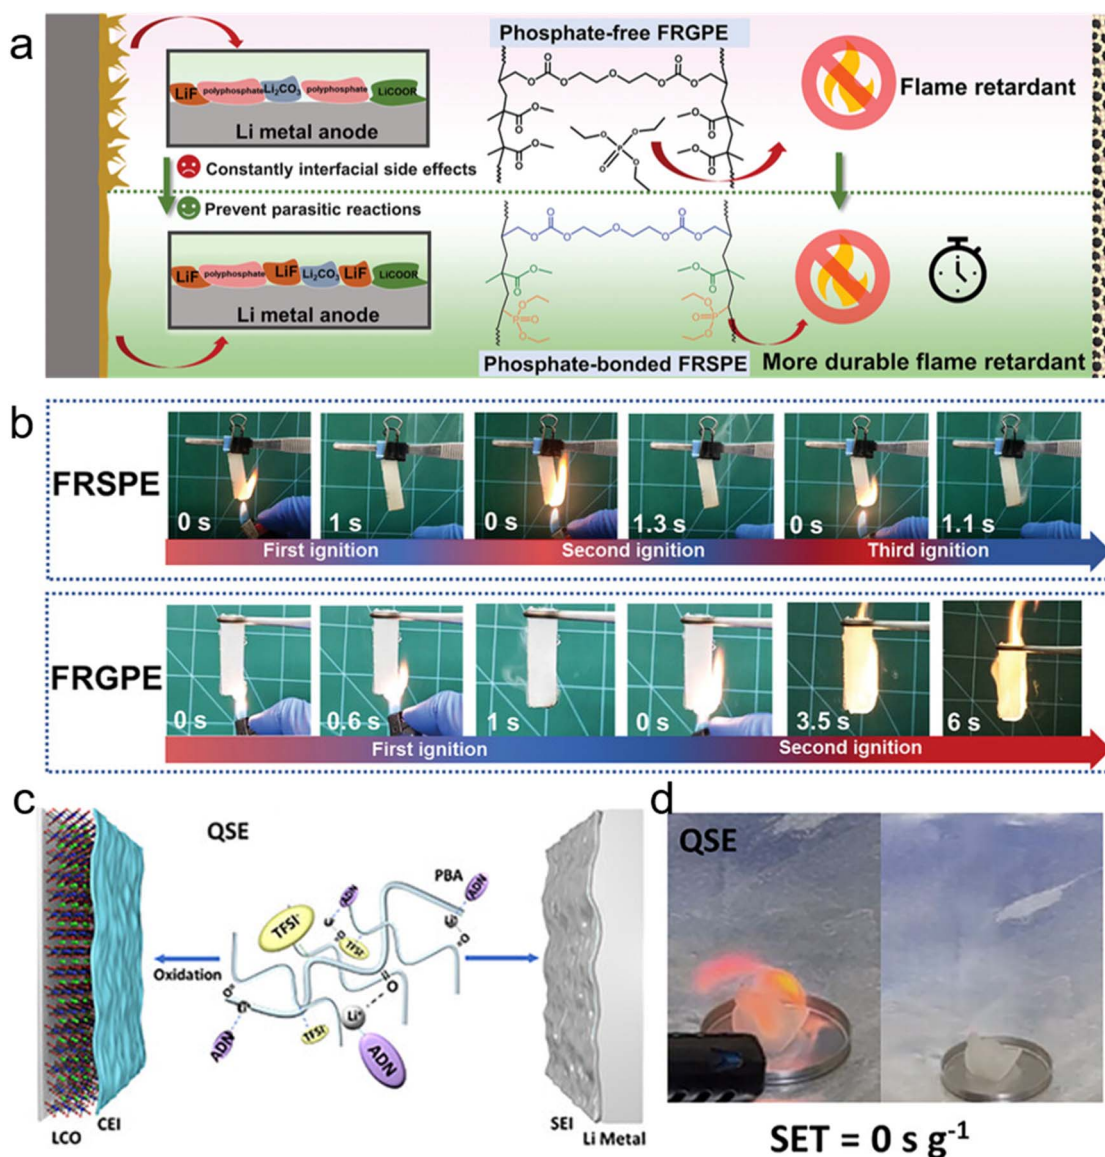 a
Phosphate-free FRGPE
LiF
polyphosphate
Li₂CO₃
polyphosphate
LiCOOR
Li metal anode
Flame retardant
Constantly interfacial side effects
Prevent parasitic reactions
LiF
polyphosphate
LiF
Li₂CO₃
LiF
LiCOOR
Li metal anode
Phosphate-bonded FRSPE
More durable flame retardant
b
FRSPE
0 s
1 s
0 s
1.3 s
0 s
1.1 s
First ignition
Second ignition
Third ignition
FRGPE
0 s
0.6 s
1 s
0 s
3.5 s
6 s
First ignition
Second ignition
c
QSE
PBA
ADN
ADN
TFSI⁻
TFSI⁻
Oxidation
O
Li⁺
ADN
TFSI⁻
ADN
LCO
CEI
SEI
Li Metal
d
QSE
SET = 0 s g⁻¹